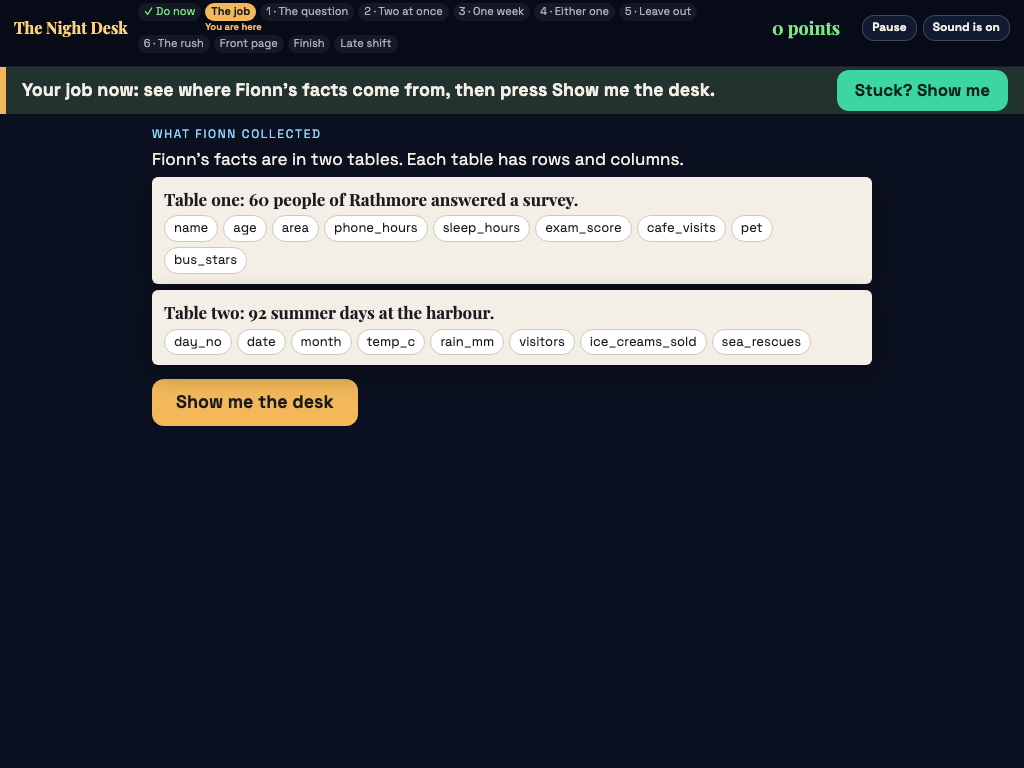 The Night Desk
✓ Do now
The job
1 · The question
2 · Two at once
3 · One week
4 · Either one
5 · Leave out
You are here
6 · The rush
Front page
Finish
Late shift
0 points
Pause
Sound is on
Your job now: see where Fionn's facts come from, then press Show me the desk.
Stuck? Show me
WHAT FIONN COLLECTED
Fionn's facts are in two tables. Each table has rows and columns.
Table one: 60 people of Rathmore answered a survey.
name age area phone_hours sleep_hours exam_score cafe_visits pet
bus_stars
Table two: 92 summer days at the harbour.
day_no date month temp_c rain_mm visitors ice_creams_sold sea_rescues
Show me the desk